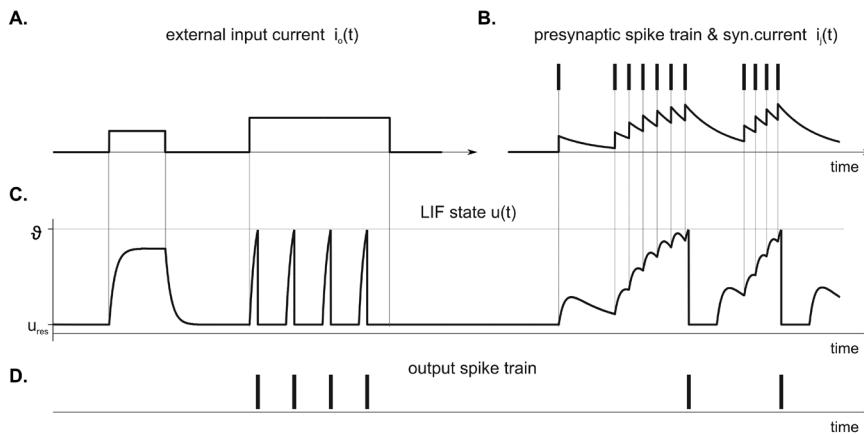 A.
external input current i₀(t)
B.
presynaptic spike train & syn.current iⱼ(t)
time
C.
LIF state u(t)
ϑ
ures
time
D.
output spike train
time